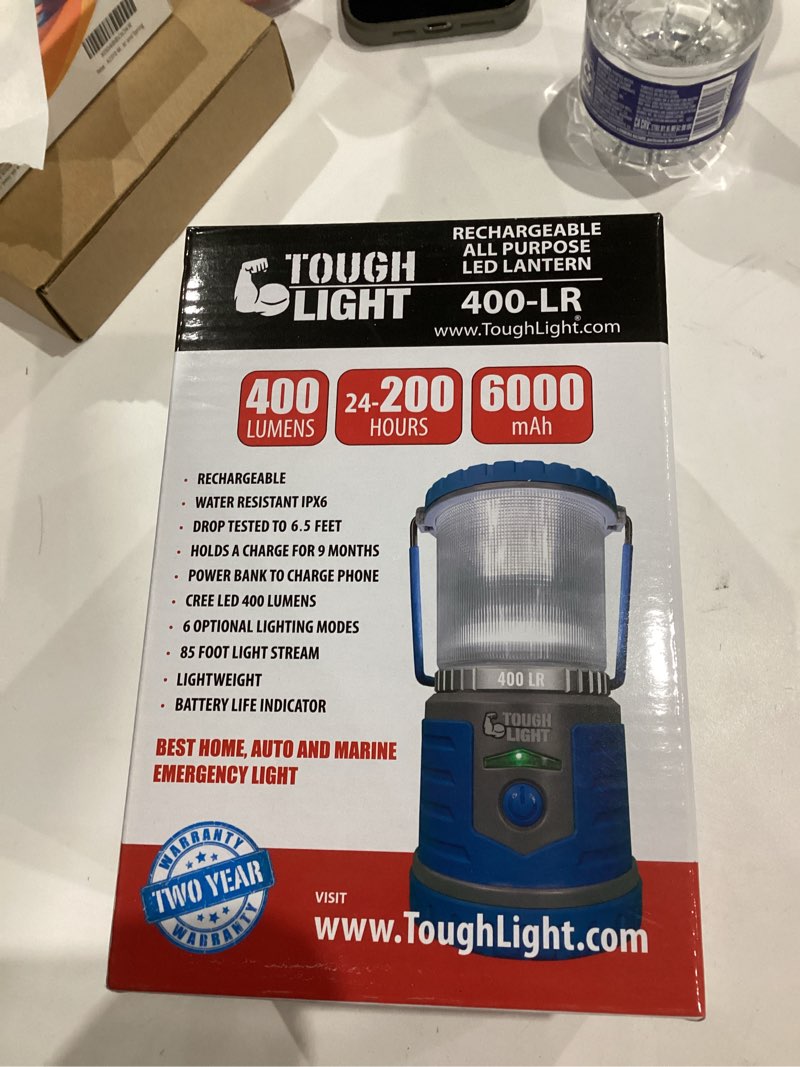 TOUGH
LIGHT
RECHARGEABLE
ALL PURPOSE
LED LANTERN
400-LR
www.ToughLight.com®
400
LUMENS
24-200
HOURS
6000
mAh
• RECHARGEABLE
• WATER RESISTANT IPX6
• DROP TESTED TO 6.5 FEET
• HOLDS A CHARGE FOR 9 MONTHS
• POWER BANK TO CHARGE PHONE
• CREE LED 400 LUMENS
• 6 OPTIONAL LIGHTING MODES
• 85 FOOT LIGHT STREAM
• LIGHTWEIGHT
• BATTERY LIFE INDICATOR
BEST HOME, AUTO AND MARINE
EMERGENCY LIGHT
400 LR
TOUGH
LIGHT
WARRANTY
TWO YEAR
WARRANTY
VISIT
www.ToughLight.com